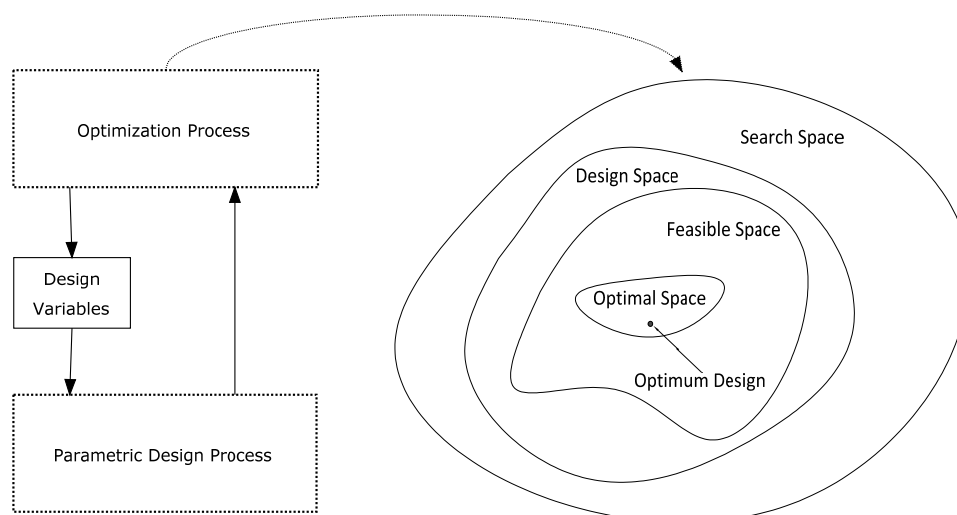 Optimization Process
Design
Variables
Parametric Design Process
Search Space
Design Space
Feasible Space
Optimal Space
Optimum Design